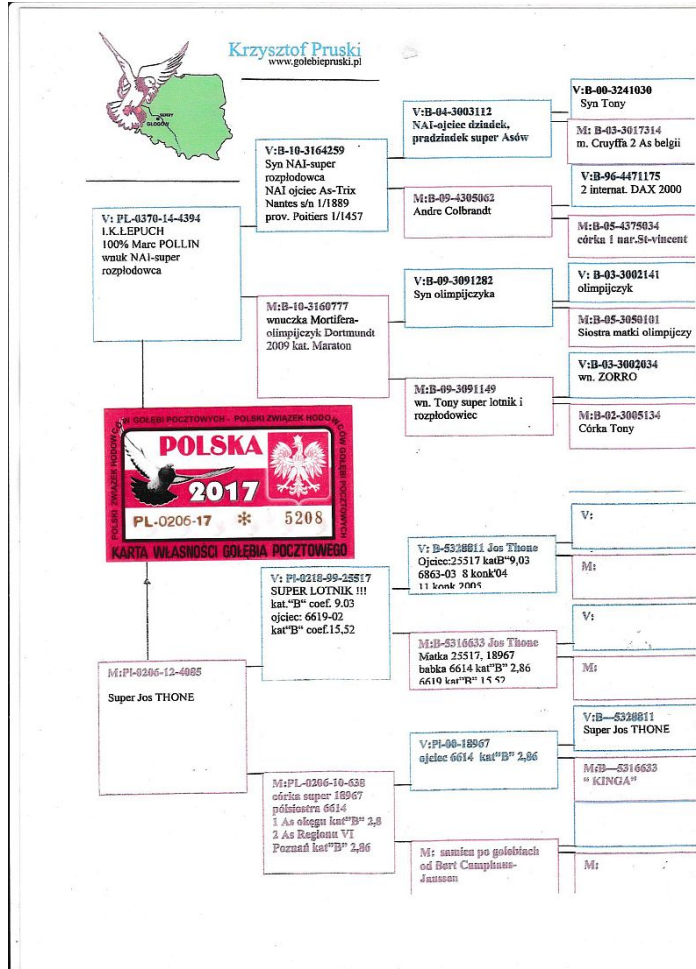 Krzysztof Pruski
www.golebiepruski.pl
GŁOGÓW
V: PL-0370-14-4394
I.K.ŁEPUCH
100% Marc POLLIN
wnuk NAI-super
rozpłodowca
V:B-10-3164259
Syn NAI-super
rozpłodowca
NAI ojciec As-Trix
Nantes s/n 1/1889
prov. Poitiers 1/1457
M:B-10-3160777
wnuczka Mortifera-
olimpijczyk Dortmundt
2009 kat. Maraton
V:B-04-3003112
NAI-ojciec dziadek,
pradziadek super Asów
M:B-09-4305062
Andre Colbrandt
V:B-09-3091282
Syn olimpijczyka
M:B-09-3091149
wn. Tony super lotnik i
rozpłodowiec
V:B-00-3241030
Syn Tony
M: B-03-3017314
m. Cruyffa 2 As belgii
V:B-96-4471175
2 internat. DAX 2000
M:B-05-4375034
córka 1 nar.St-vincent
V: B-03-3002141
olimpijczyk
M:B-05-3050101
Siostra matki olimpijczy
V:B-03-3002034
wn. ZORRO
M:B-02-3005134
Córka Tony
POLSKI ZWIĄZEK HODOWCÓW GOŁĘBI POCZTOWYCH - POLSKI ZWIĄZEK HODOWCÓW GOŁĘBI POCZTOWYCH
POLSKA
2017
PL-0206-17 * 5208
KARTA WŁASNOŚCI GOŁĘBIA POCZTOWEGO
M:Pl-0206-12-4085
Super Jos THONE
V: Pl-0218-99-25517
SUPER LOTNIK !!!
kat."B" coef. 9.03
ojciec: 6619-02
kat"B" coef.15,52
M:PL-0206-10-638
córka super 18967
półsiostra 6614
1 As okęgu kat"B" 2,8
2 As Regionu VI
Poznań kat"B" 2,86
V: B-5328811 Jos Thone
Ojciec:25517 katB"9,03
6863-03 8 konk'04
11 konk 2005
M:B-5316633 Jos Thone
Matka 25517, 18967
babka 6614 kat"B" 2,86
6619 kat"B" 15,52
V:Pl-00-18967
ojciec 6614 kat"B" 2,86
M: samica po gołebiach
od Bert Camphaus-
Janssen
V:
M:
V:
M:
V:B---5328811
Super Jos THONE
M:B---5316633
" KINGA"
M: